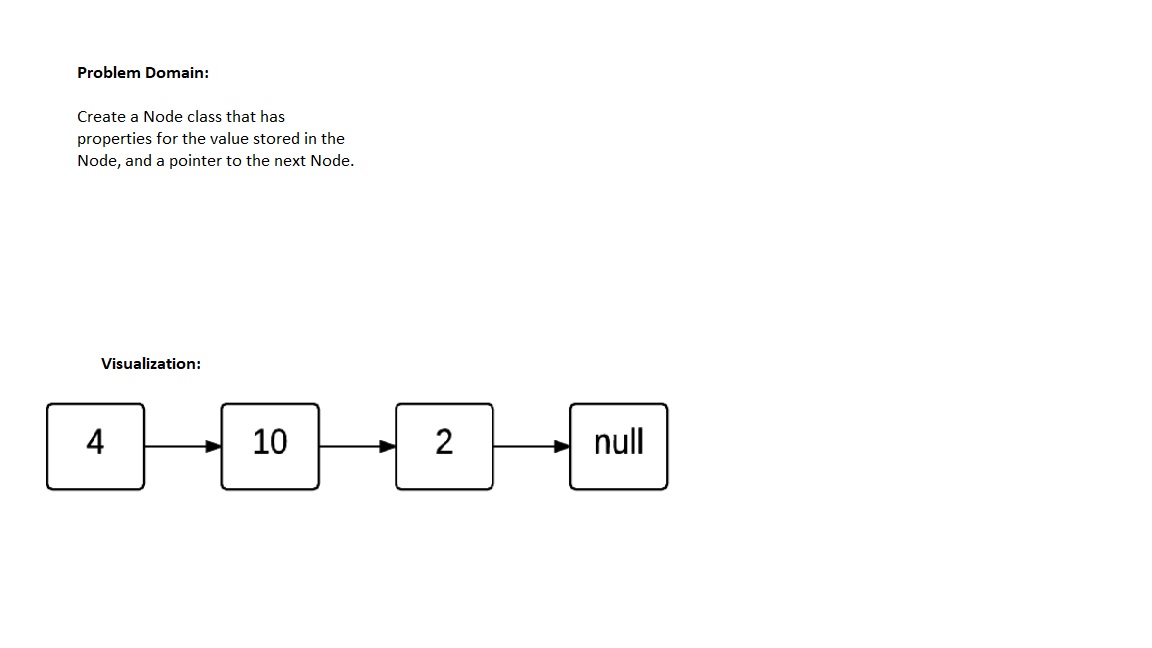 Problem Domain:
Create a Node class that has
properties for the value stored in the
Node, and a pointer to the next Node.
Visualization:
4
10
2
null